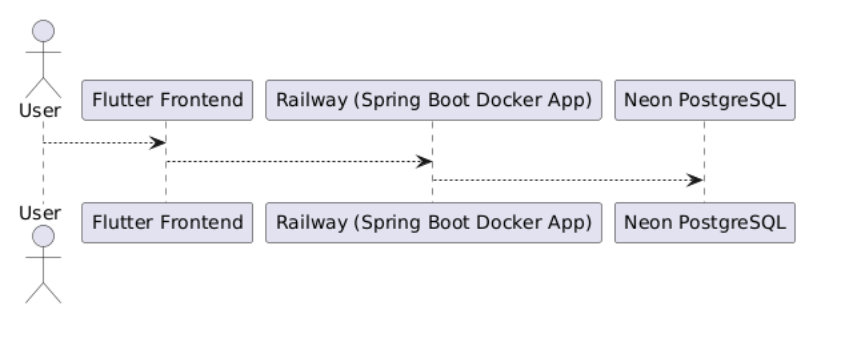 User
Flutter Frontend
Railway (Spring Boot Docker App)
Neon PostgreSQL
User
Flutter Frontend
Railway (Spring Boot Docker App)
Neon PostgreSQL